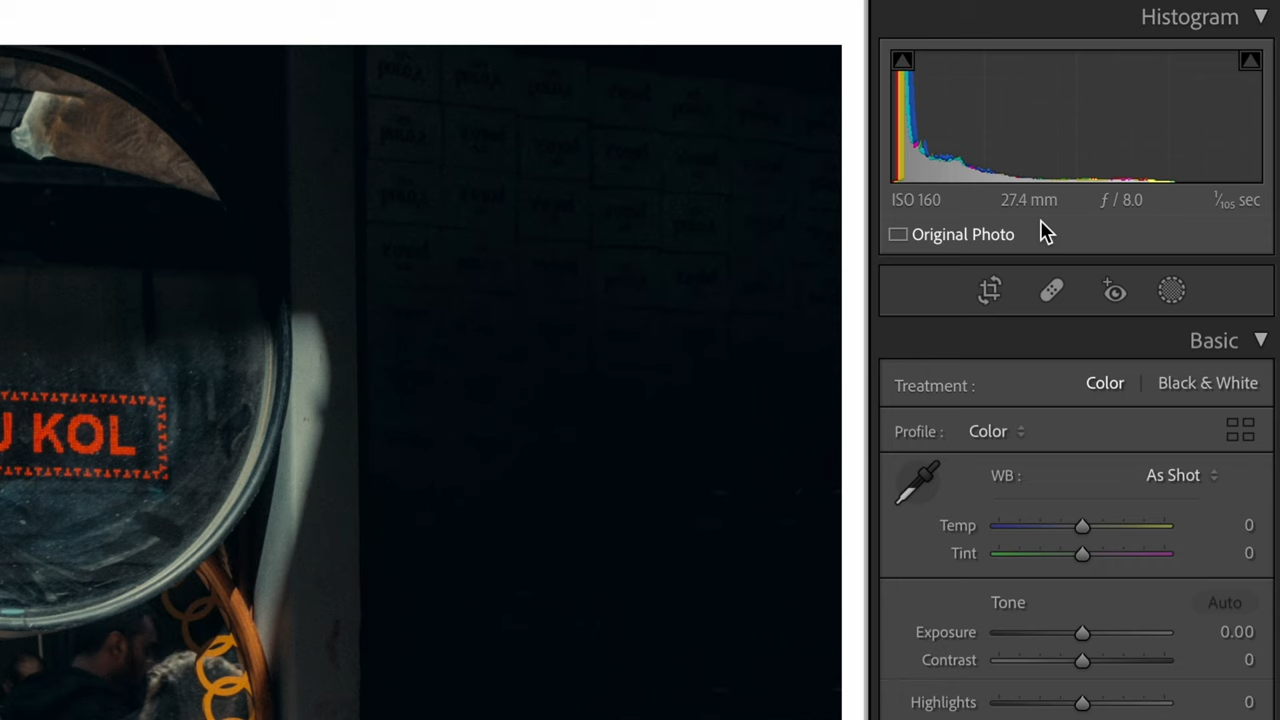 Histogram
ISO 160 27.4 mm ƒ / 8.0 1/105 sec
Original Photo
Basic
Treatment : Color Black & White
Profile : Color
WB : As Shot
Temp 0
Tint 0
Tone Auto
Exposure 0.00
Contrast 0
Highlights 0
KOL